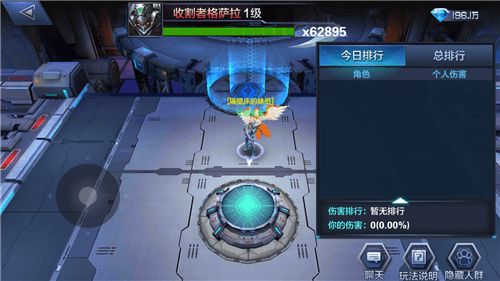 收割者格萨拉 1级
x62895
196.1万
今日排行 总排行
角色 个人伤害
[隔壁床的妹姬]
伤害排行：暂无排行
你的伤害：0(0.00%)
聊天 玩法说明 隐藏人群